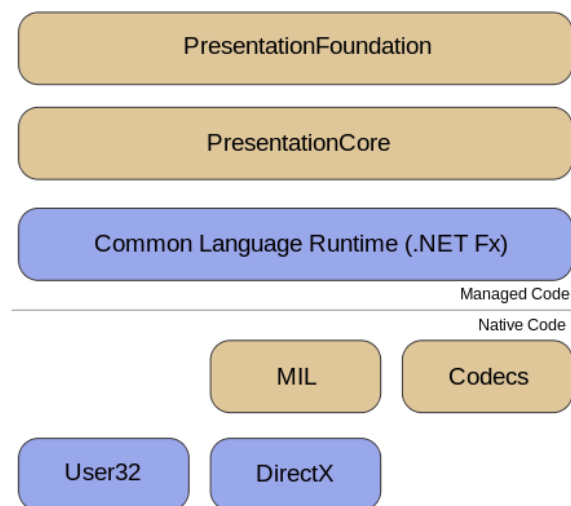 PresentationFoundation
PresentationCore
Common Language Runtime (.NET Fx)
Managed Code
Native Code
MIL
Codecs
User32
DirectX